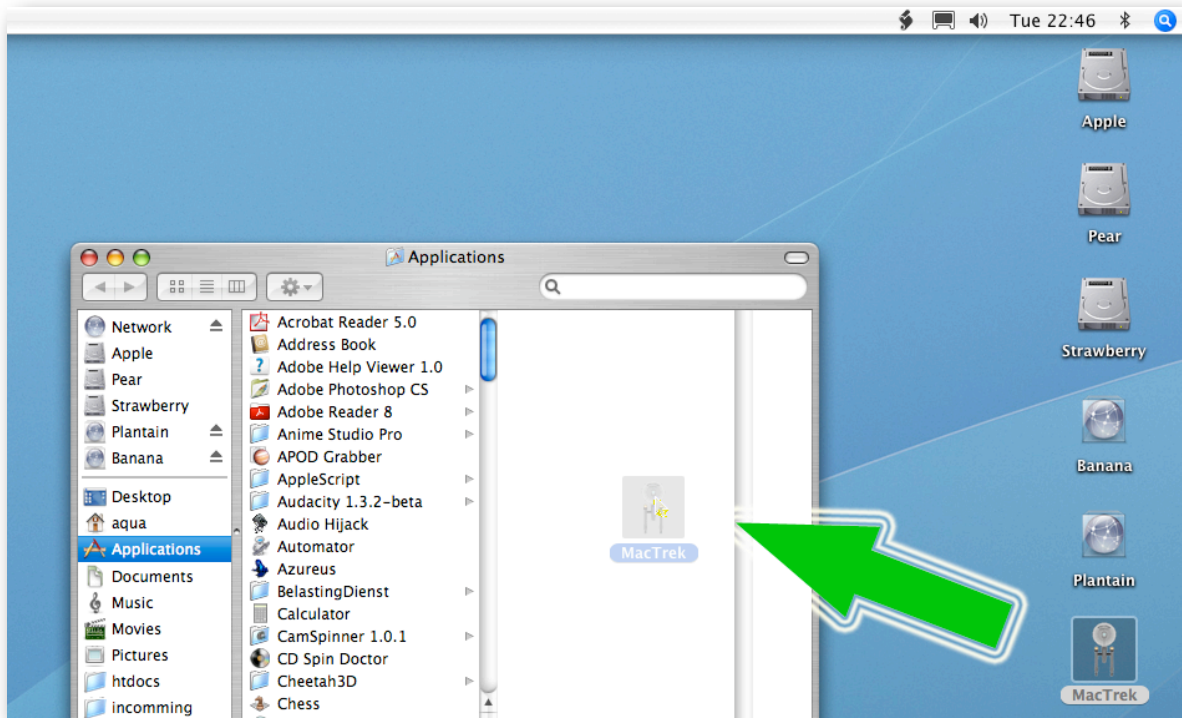 Tue 22:46
Apple
Pear
Strawberry
Banana
Plantain
MacTrek
Applications
Network
Apple
Pear
Strawberry
Plantain
Banana
Desktop
aqua
Applications
Documents
Music
Movies
Pictures
htdocs
incomming
Acrobat Reader 5.0
Address Book
Adobe Help Viewer 1.0
Adobe Photoshop CS
Adobe Reader 8
Anime Studio Pro
APOD Grabber
AppleScript
Audacity 1.3.2-beta
Audio Hijack
Automator
Azureus
BelastingDienst
Calculator
CamSpinner 1.0.1
CD Spin Doctor
Cheetah3D
Chess
MacTrek